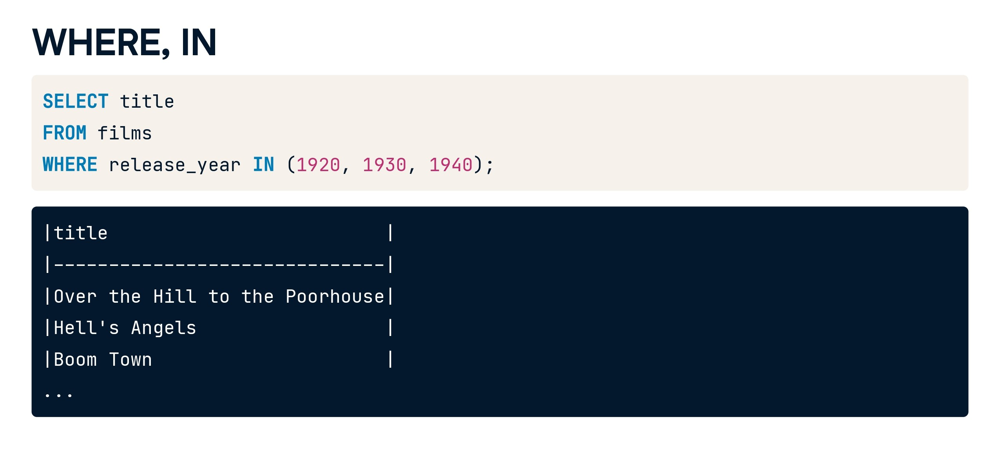 WHERE, IN
SELECT title
FROM films
WHERE release_year IN (1920, 1930, 1940);
|title                         |
|------------------------------|
|Over the Hill to the Poorhouse|
|Hell's Angels                 |
|Boom Town                     |
...